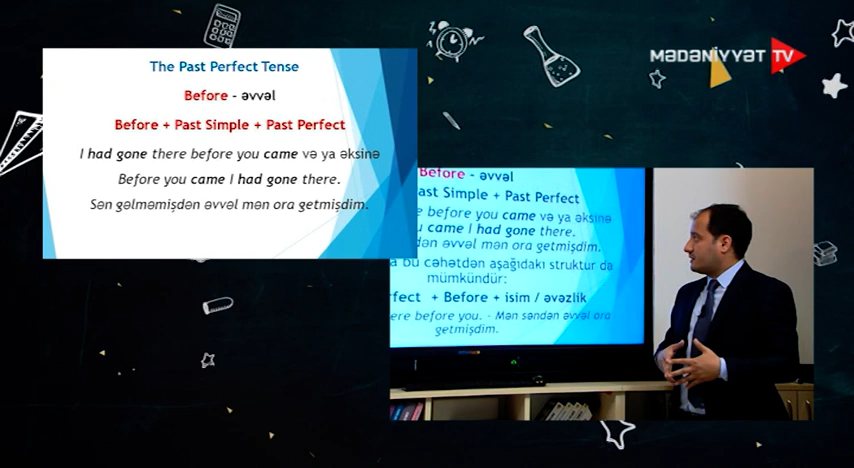 MƏDƏNİYYƏT TV
The Past Perfect Tense
Before - əvvəl
Before + Past Simple + Past Perfect
I had gone there before you came və ya əksinə
Before you came I had gone there.
Sən gəlməmişdən əvvəl mən ora getmişdim.
Before - əvvəl
ast Simple + Past Perfect
e before you came və ya əksinə
u came I had gone there.
dən əvvəl mən ora getmişdim.
a bu cəhətdən aşağıdakı struktur da
mümkündür:
rfect + Before + isim / əvəzlik
ere before you. - Mən səndən əvvəl ora
getmişdim.